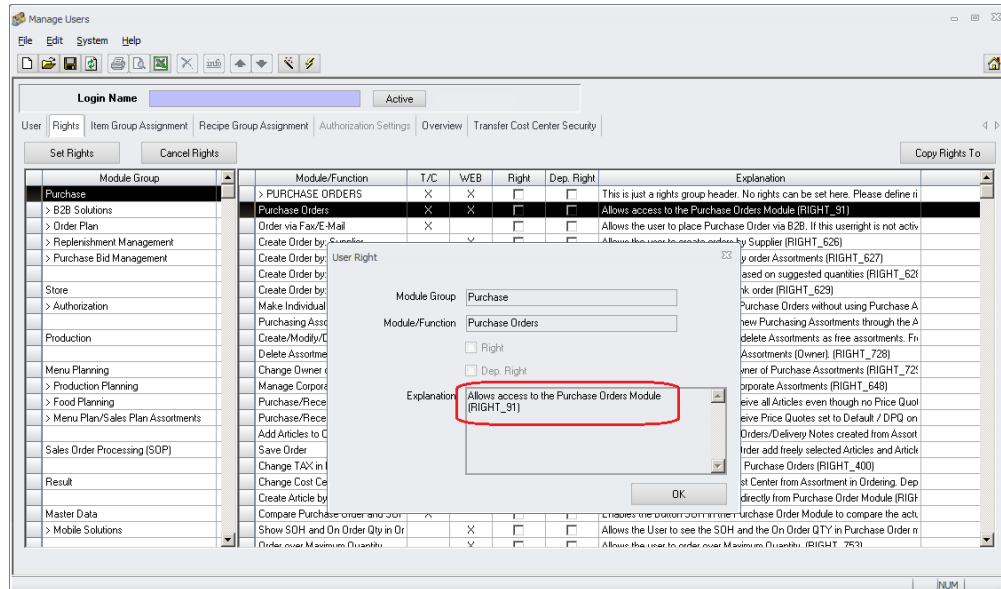 Manage Users
File Edit System Help
Login Name Active
User Rights Item Group Assignment Recipe Group Assignment Authorization Settings Overview Transfer Cost Center Security
Set Rights Cancel Rights Copy Rights To
Module Group Module/Function T/C WEB Right Dep. Right Explanation
Purchase > PURCHASE ORDERS X X This is just a rights group header. No rights can be set here. Please define ri
> B2B Solutions Purchase Orders X X Allows access to the Purchase Orders Module (RIGHT_91)
> Order Plan Order via Fax/E-Mail X Allows the user to place Purchase Order via B2B. If this userright is not activ
> Replenishment Management Create Order by: Supplier X Allows the user to create orders by Supplier (RIGHT_626)
> Purchase Bid Management Create Order by: y order Assortments (RIGHT_627)
Create Order by: ased on suggested quantities (RIGHT_628
Store Create Order by: nk order (RIGHT_629)
> Authorization Make Individual Purchase Orders without using Purchase A
Purchasing Asso new Purchasing Assortments through the A
Production Create/Modify/D delete Assortments as free assortments. Fr
Delete Assortme Assortments (Owner). (RIGHT_728)
Menu Planning Change Owner o wner of Purchase Assortments (RIGHT_729
> Production Planning Manage Corpora orporate Assortments (RIGHT_648)
> Food Planning Purchase/Rece eive all Articles even though no Price Quot
> Menu Plan/Sales Plan Assortments Purchase/Rece eive Price Quotes set to Default / DPQ on
Add Articles to O Orders/Delivery Notes created from Assort
Sales Order Processing (SOP) Save Order Order add freely selected Articles and Article
Change TAX in Purchase Orders (RIGHT_400)
Result Change Cost Ce st Center from Assortment in Ordering. Dep
Create Article by directly from Purchase Order Module (RIGH
Master Data Compare Purchase Order and SOH X Enables the button SOH in the Purchase Order Module to compare the actu
> Mobile Solutions Show SOH and On Order Qty in Or X Allows the User to see the SOH and the On Order QTY in Purchase Order m
Order over Maximum Quantity X Allows the user to order over Maximum Quantity. (RIGHT_753)
User Right
Module Group Purchase
Module/Function Purchase Orders
Right
Dep. Right
Explanation Allows access to the Purchase Orders Module
(RIGHT_91)
OK
NUM